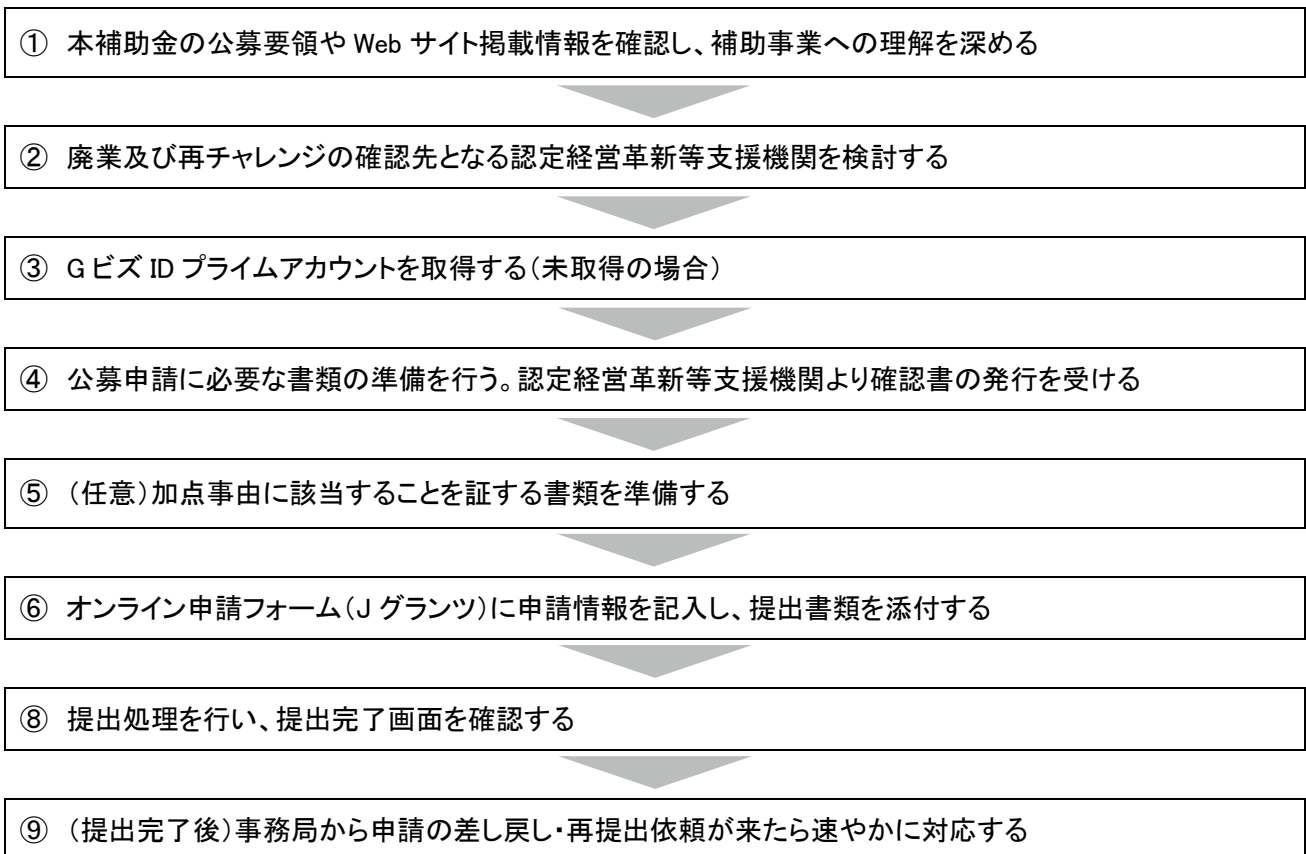 ① 本補助金の公募要領や Web サイト掲載情報を確認し、補助事業への理解を深める
② 廃業及び再チャレンジの確認先となる認定経営革新等支援機関を検討する
③ G ビズ ID プライムアカウントを取得する（未取得の場合）
④ 公募申請に必要な書類の準備を行う。認定経営革新等支援機関より確認書の発行を受ける
⑤ （任意）加点事由に該当することを証する書類を準備する
⑥ オンライン申請フォーム（J グランツ）に申請情報を記入し、提出書類を添付する
⑧ 提出処理を行い、提出完了画面を確認する
⑨ （提出完了後）事務局から申請の差し戻し・再提出依頼が来たら速やかに対応する